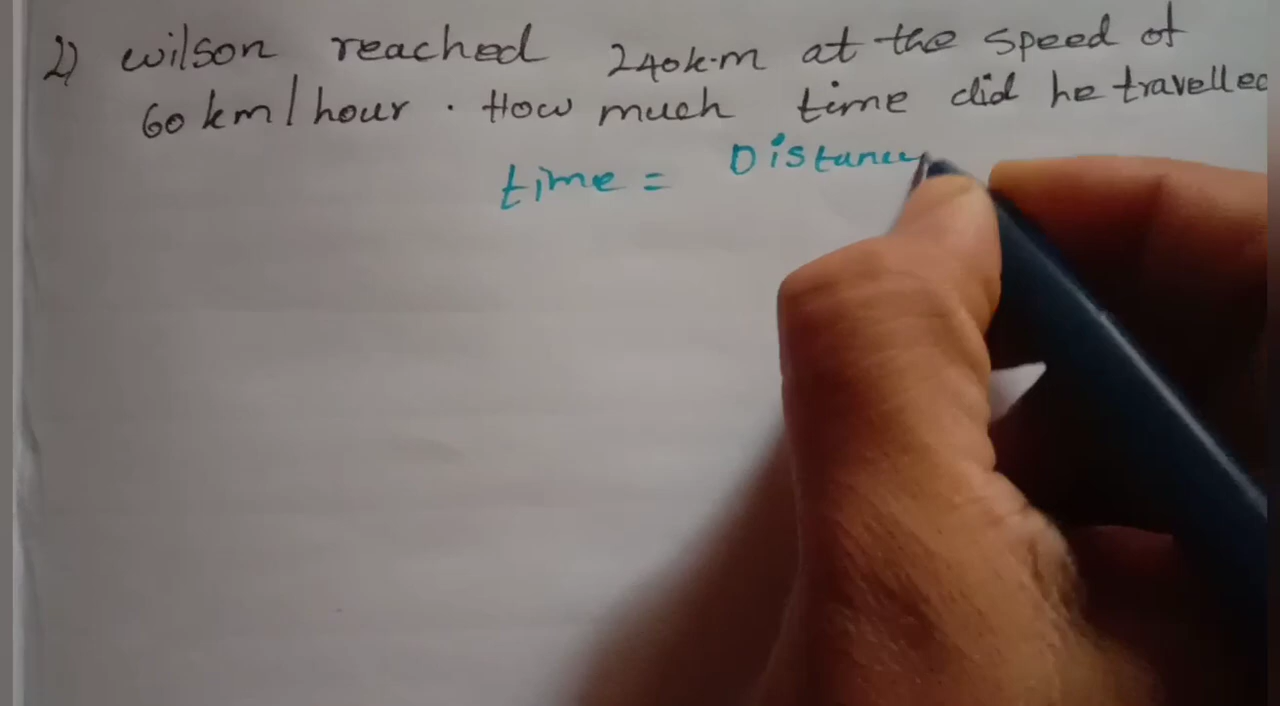 2) wilson reached 240k.m at the speed of
60 km/hour. How much time did he travelled
time = Distance